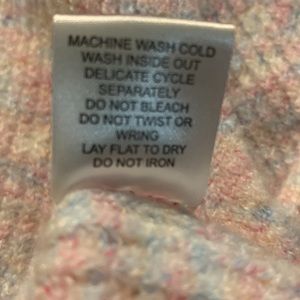 MACHINE WASH COLD
WASH INSIDE OUT
DELICATE CYCLE
SEPARATELY
DO NOT BLEACH
DO NOT TWIST OR
WRING
LAY FLAT TO DRY
DO NOT IRON